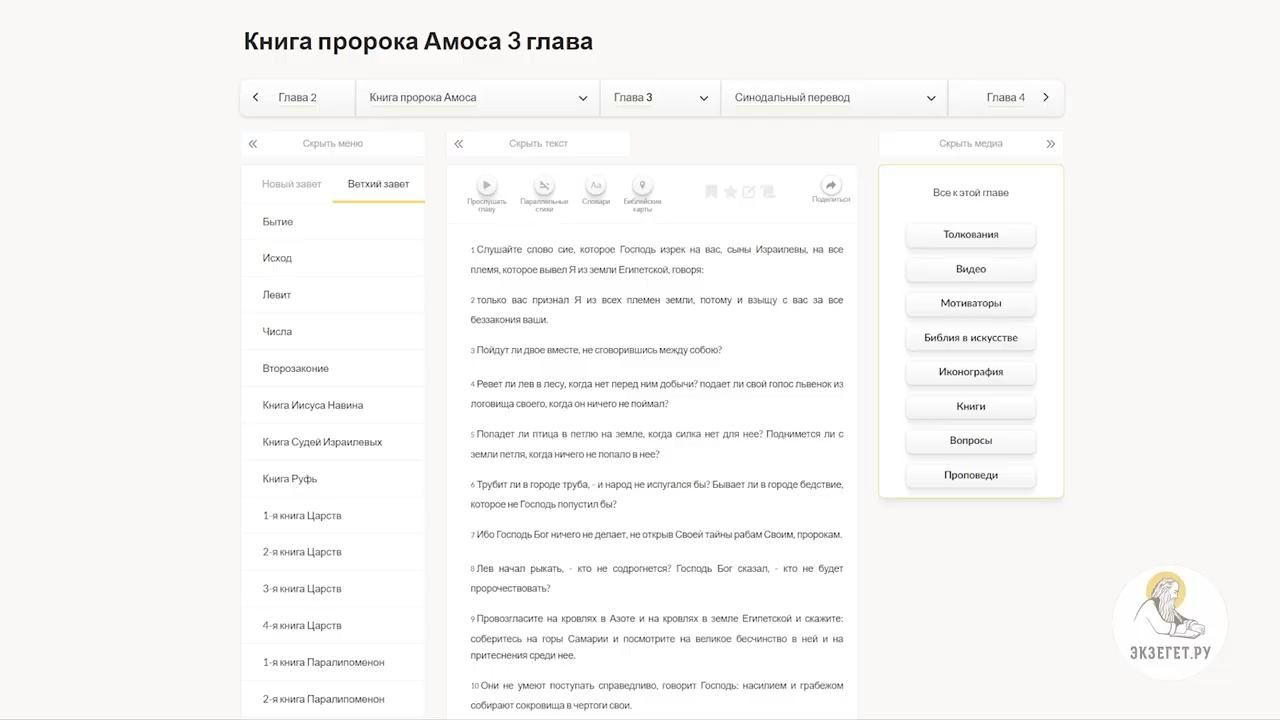 Книга пророка Амоса 3 глава
Глава 2
Книга пророка Амоса
Глава 3
Синодальный перевод
Глава 4
Скрыть меню
Скрыть текст
Скрыть медиа
Новый завет
Ветхий завет
Бытие
Исход
Левит
Числа
Второзаконие
Книга Иисуса Навина
Книга Судей Израилевых
Книга Руфь
1-я книга Царств
2-я книга Царств
3-я книга Царств
4-я книга Царств
1-я книга Паралипоменон
2-я книга Паралипоменон
Прослушать
главу
Параллельные
стихи
Aa
Словари
Библейские
карты
Поделиться
1 Слушайте слово сие, которое Господь изрек на вас, сыны Израилевы, на все
племя, которое вывел Я из земли Египетской, говоря:
2 только вас признал Я из всех племен земли, потому и взыщу с вас за все
беззакония ваши.
3 Пойдут ли двое вместе, не сговорившись между собою?
4 Ревет ли лев в лесу, когда нет перед ним добычи? подает ли свой голос львенок из
логовища своего, когда он ничего не поймал?
5 Попадет ли птица в петлю на земле, когда силка нет для нее? Поднимется ли с
земли петля, когда ничего не попало в нее?
6 Трубит ли в городе труба, - и народ не испугался бы? Бывает ли в городе бедствие,
которое не Господь попустил бы?
7 Ибо Господь Бог ничего не делает, не открыв Своей тайны рабам Своим, пророкам.
8 Лев начал рыкать, - кто не содрогнется? Господь Бог сказал, - кто не будет
пророчествовать?
9 Провозгласите на кровлях в Азоте и на кровлях в земле Египетской и скажите:
соберитесь на горы Самарии и посмотрите на великое бесчинство в ней и на
притеснения среди нее.
10 Они не умеют поступать справедливо, говорит Господь: насилием и грабежом
собирают сокровища в чертоги свои.
Все к этой главе
Толкования
Видео
Мотиваторы
Библия в искусстве
Иконография
Книги
Вопросы
Проповеди
ЭКЗЕГЕТ.РУ